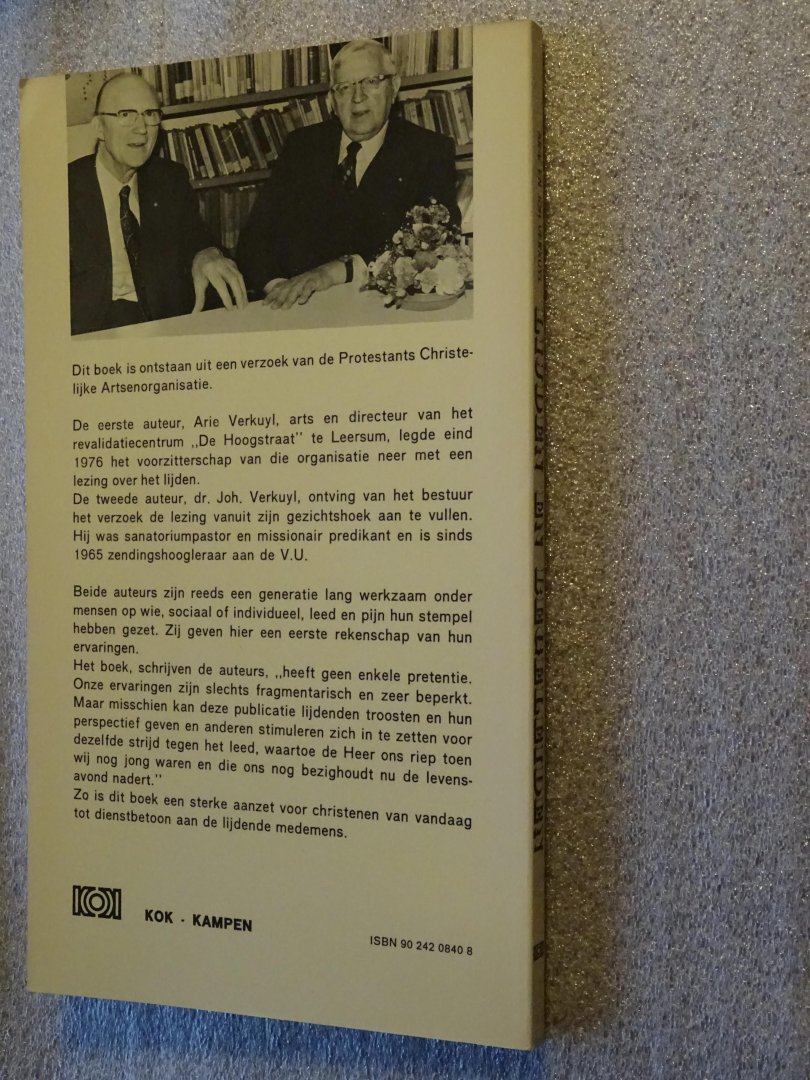 Dit boek is ontstaan uit een verzoek van de Protestants Christe-
lijke Artsenorganisatie.
De eerste auteur, Arie Verkuyl, arts en directeur van het
revalidatiecentrum ,,De Hoogstraat'' te Leersum, legde eind
1976 het voorzitterschap van die organisatie neer met een
lezing over het lijden.
De tweede auteur, dr. Joh. Verkuyl, ontving van het bestuur
het verzoek de lezing vanuit zijn gezichtshoek aan te vullen.
Hij was sanatoriumpastor en missionair predikant en is sinds
1965 zendingshoogleraar aan de V.U.
Beide auteurs zijn reeds een generatie lang werkzaam onder
mensen op wie, sociaal of individueel, leed en pijn hun stempel
hebben gezet. Zij geven hier een eerste rekenschap van hun
ervaringen.
Het boek, schrijven de auteurs, ,,heeft geen enkele pretentie.
Onze ervaringen zijn slechts fragmentarisch en zeer beperkt.
Maar misschien kan deze publicatie lijdenden troosten en hun
perspectief geven en anderen stimuleren zich in te zetten voor
dezelfde strijd tegen het leed, waartoe de Heer ons riep toen
wij nog jong waren en die ons nog bezighoudt nu de levens-
avond nadert.''
Zo is dit boek een sterke aanzet voor christenen van vandaag
tot dienstbetoon aan de lijdende medemens.
KOK - KAMPEN
ISBN 90 242 0840 8